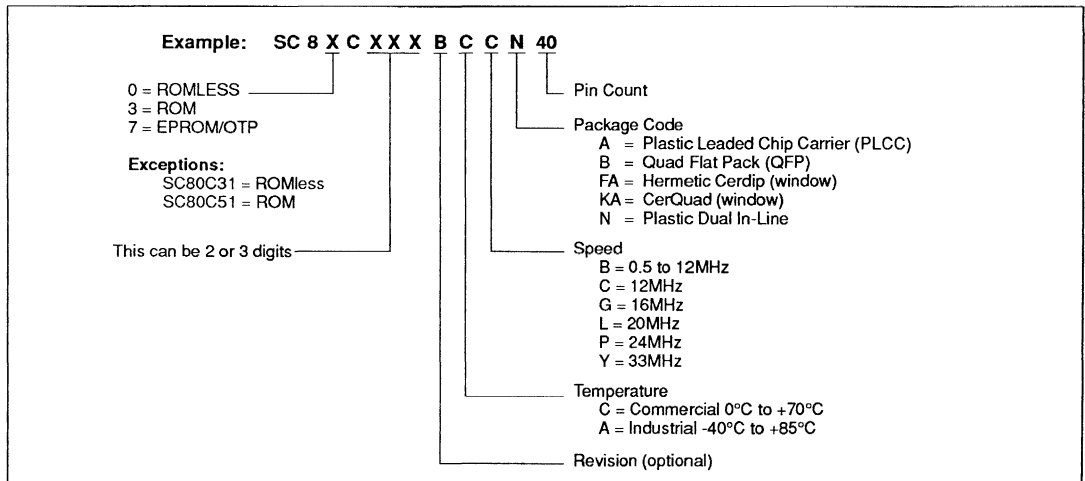 Example: SC 8 X C X X X B C C N 40
0 = ROMLESS
3 = ROM
7 = EPROM/OTP
Exceptions:
SC80C31 = ROMless
SC80C51 = ROM
This can be 2 or 3 digits
Pin Count
Package Code
A = Plastic Leaded Chip Carrier (PLCC)
B = Quad Flat Pack (QFP)
FA = Hermetic Cerdip (window)
KA = CerQuad (window)
N = Plastic Dual In-Line
Speed
B = 0.5 to 12MHz
C = 12MHz
G = 16MHz
L = 20MHz
P = 24MHz
Y = 33MHz
Temperature
C = Commercial 0°C to +70°C
A = Industrial -40°C to +85°C
Revision (optional)